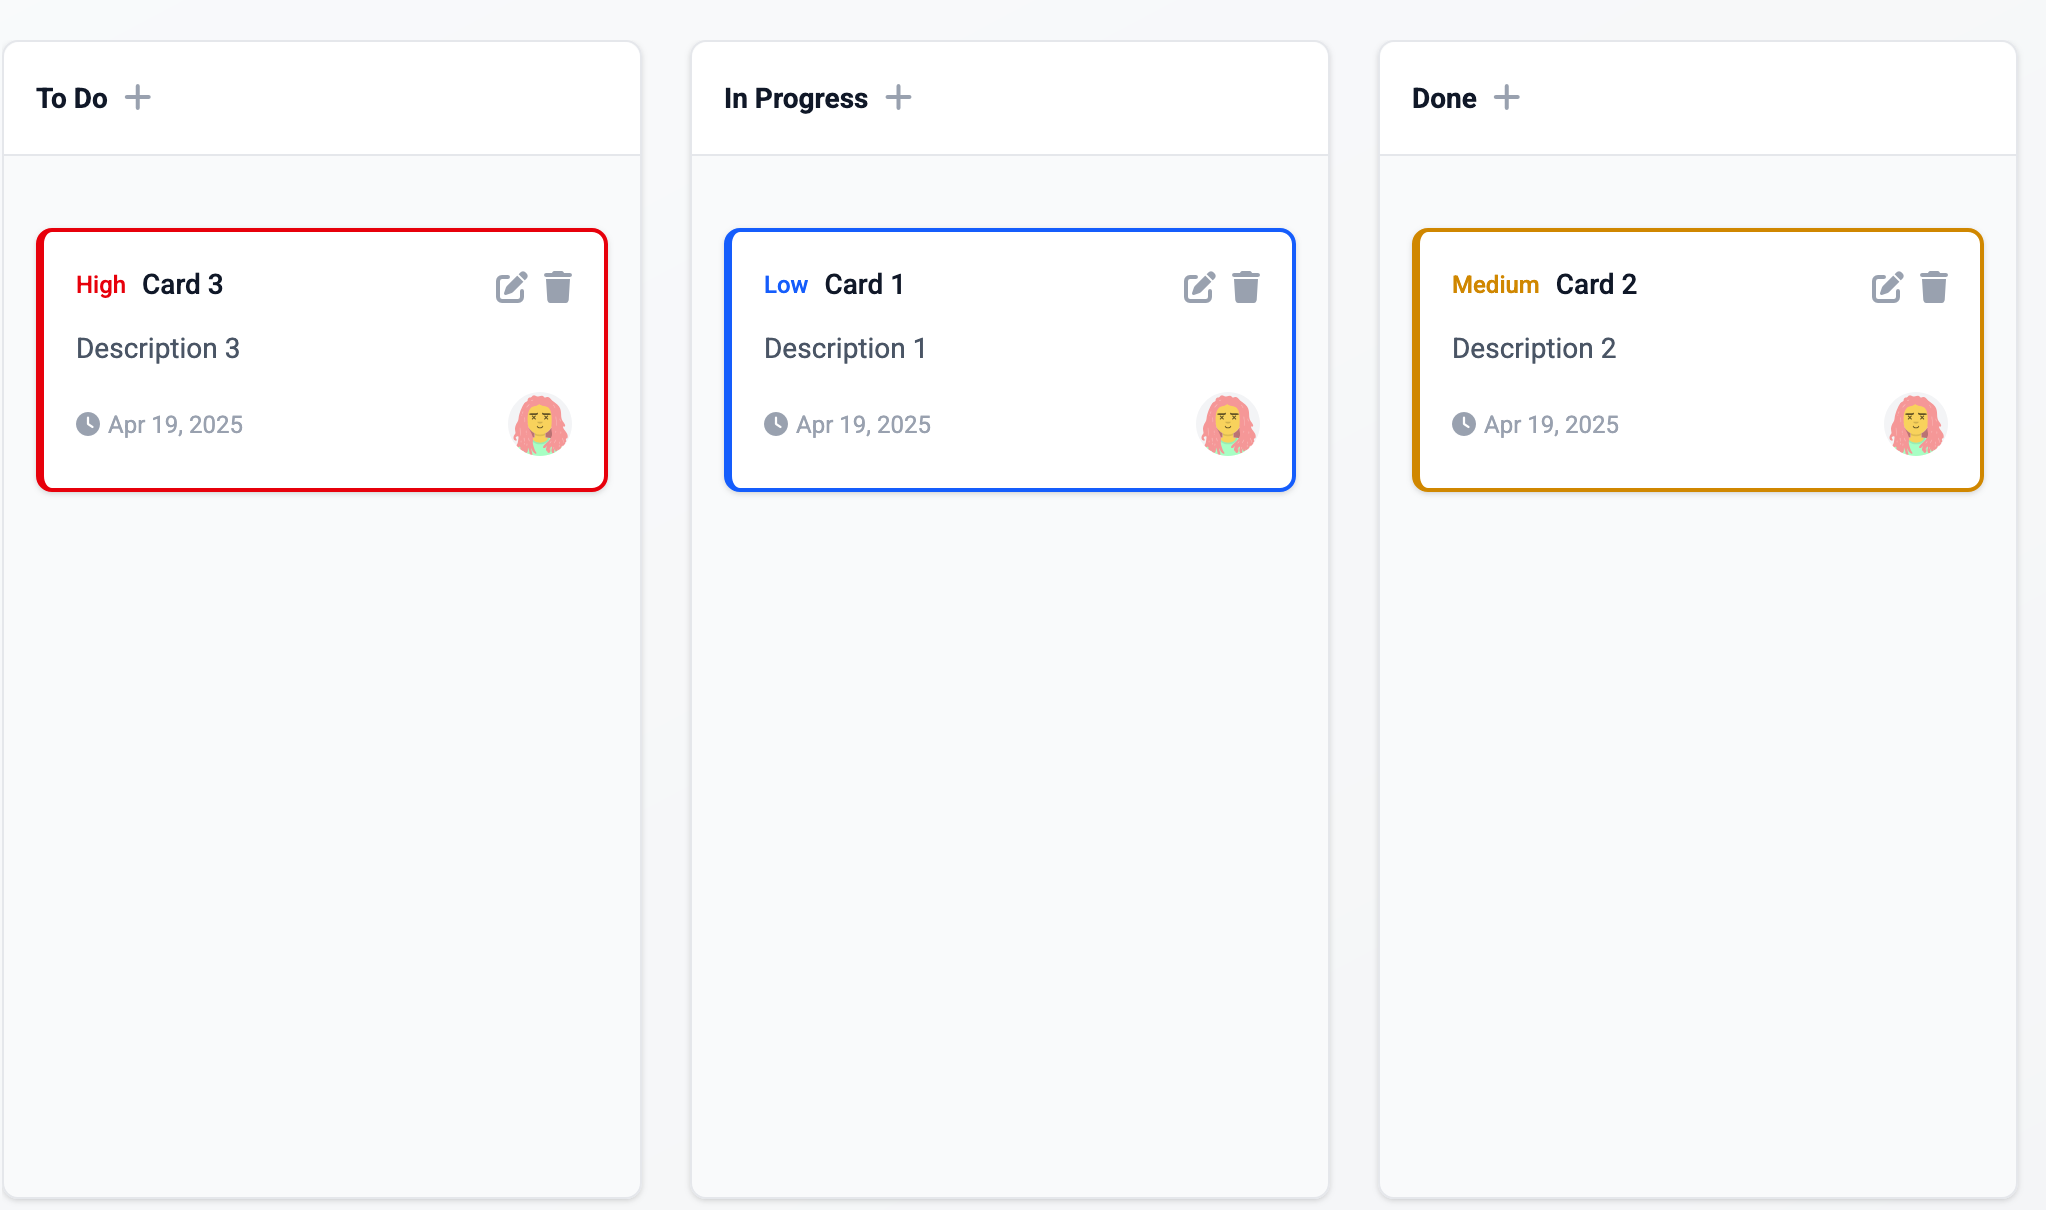 To Do
High Card 3
Description 3
Apr 19, 2025
In Progress
Low Card 1
Description 1
Apr 19, 2025
Done
Medium Card 2
Description 2
Apr 19, 2025